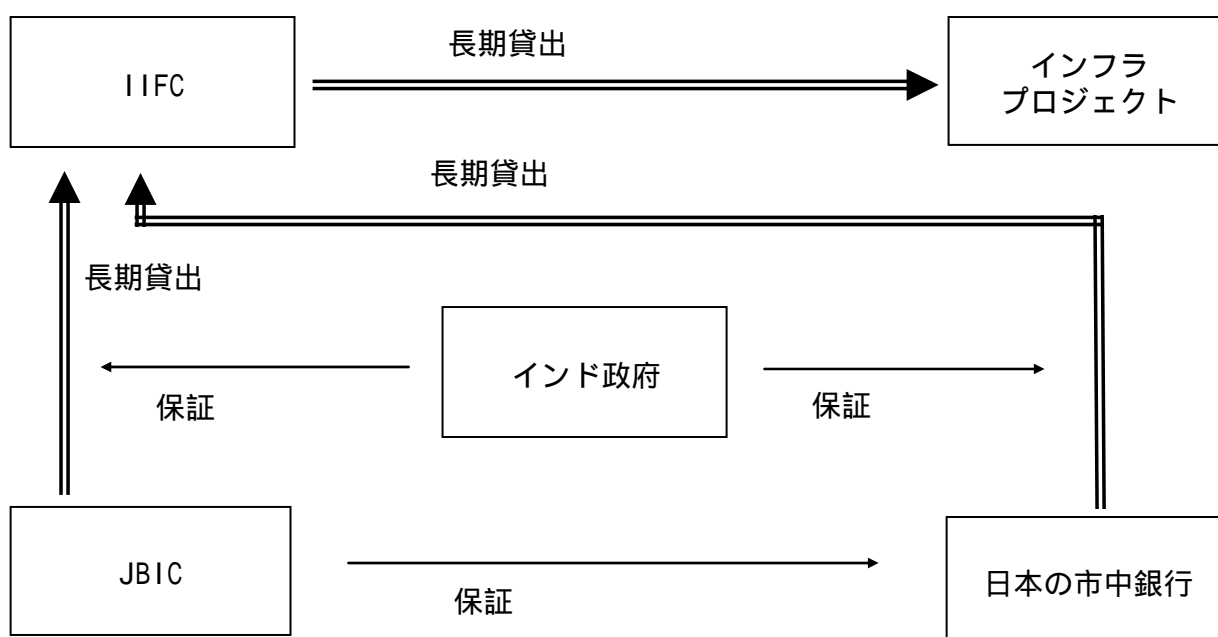 長期貸出
IIFC
インフラ
プロジェクト
長期貸出
長期貸出
インド政府
保証
保証
JBIC
保証
日本の市中銀行